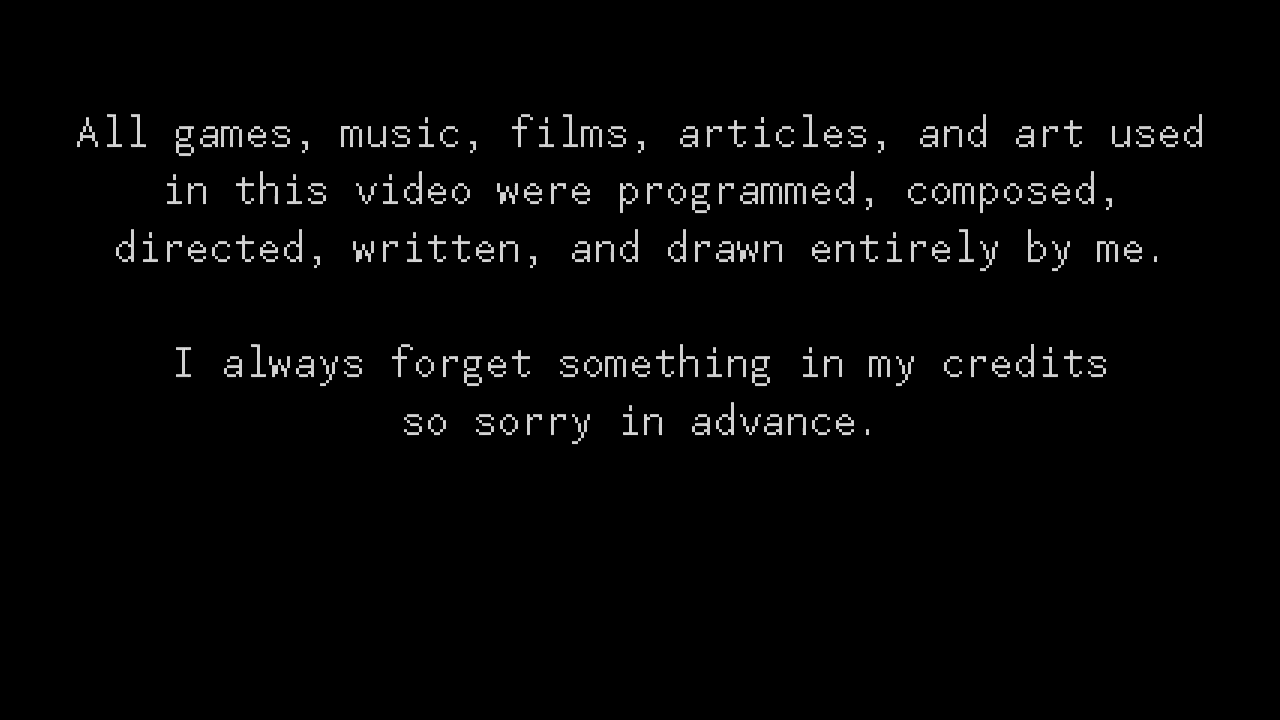 All games, music, films, articles, and art used
in this video were programmed, composed,
directed, written, and drawn entirely by me.
I always forget something in my credits
so sorry in advance.